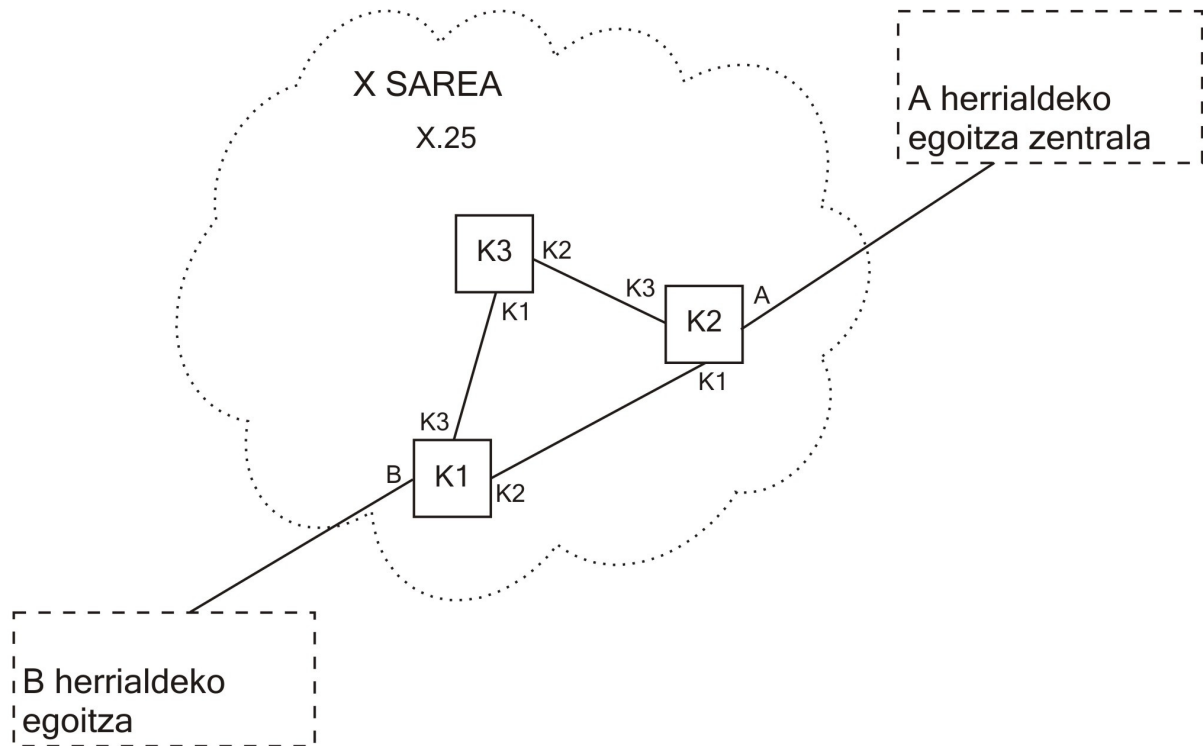 X SAREA
X.25
A herrialdeko
egoitza zentrala
K3
K2
K1
K3
K2
A
K1
K3
B
K1
K2
B herrialdeko
egoitza